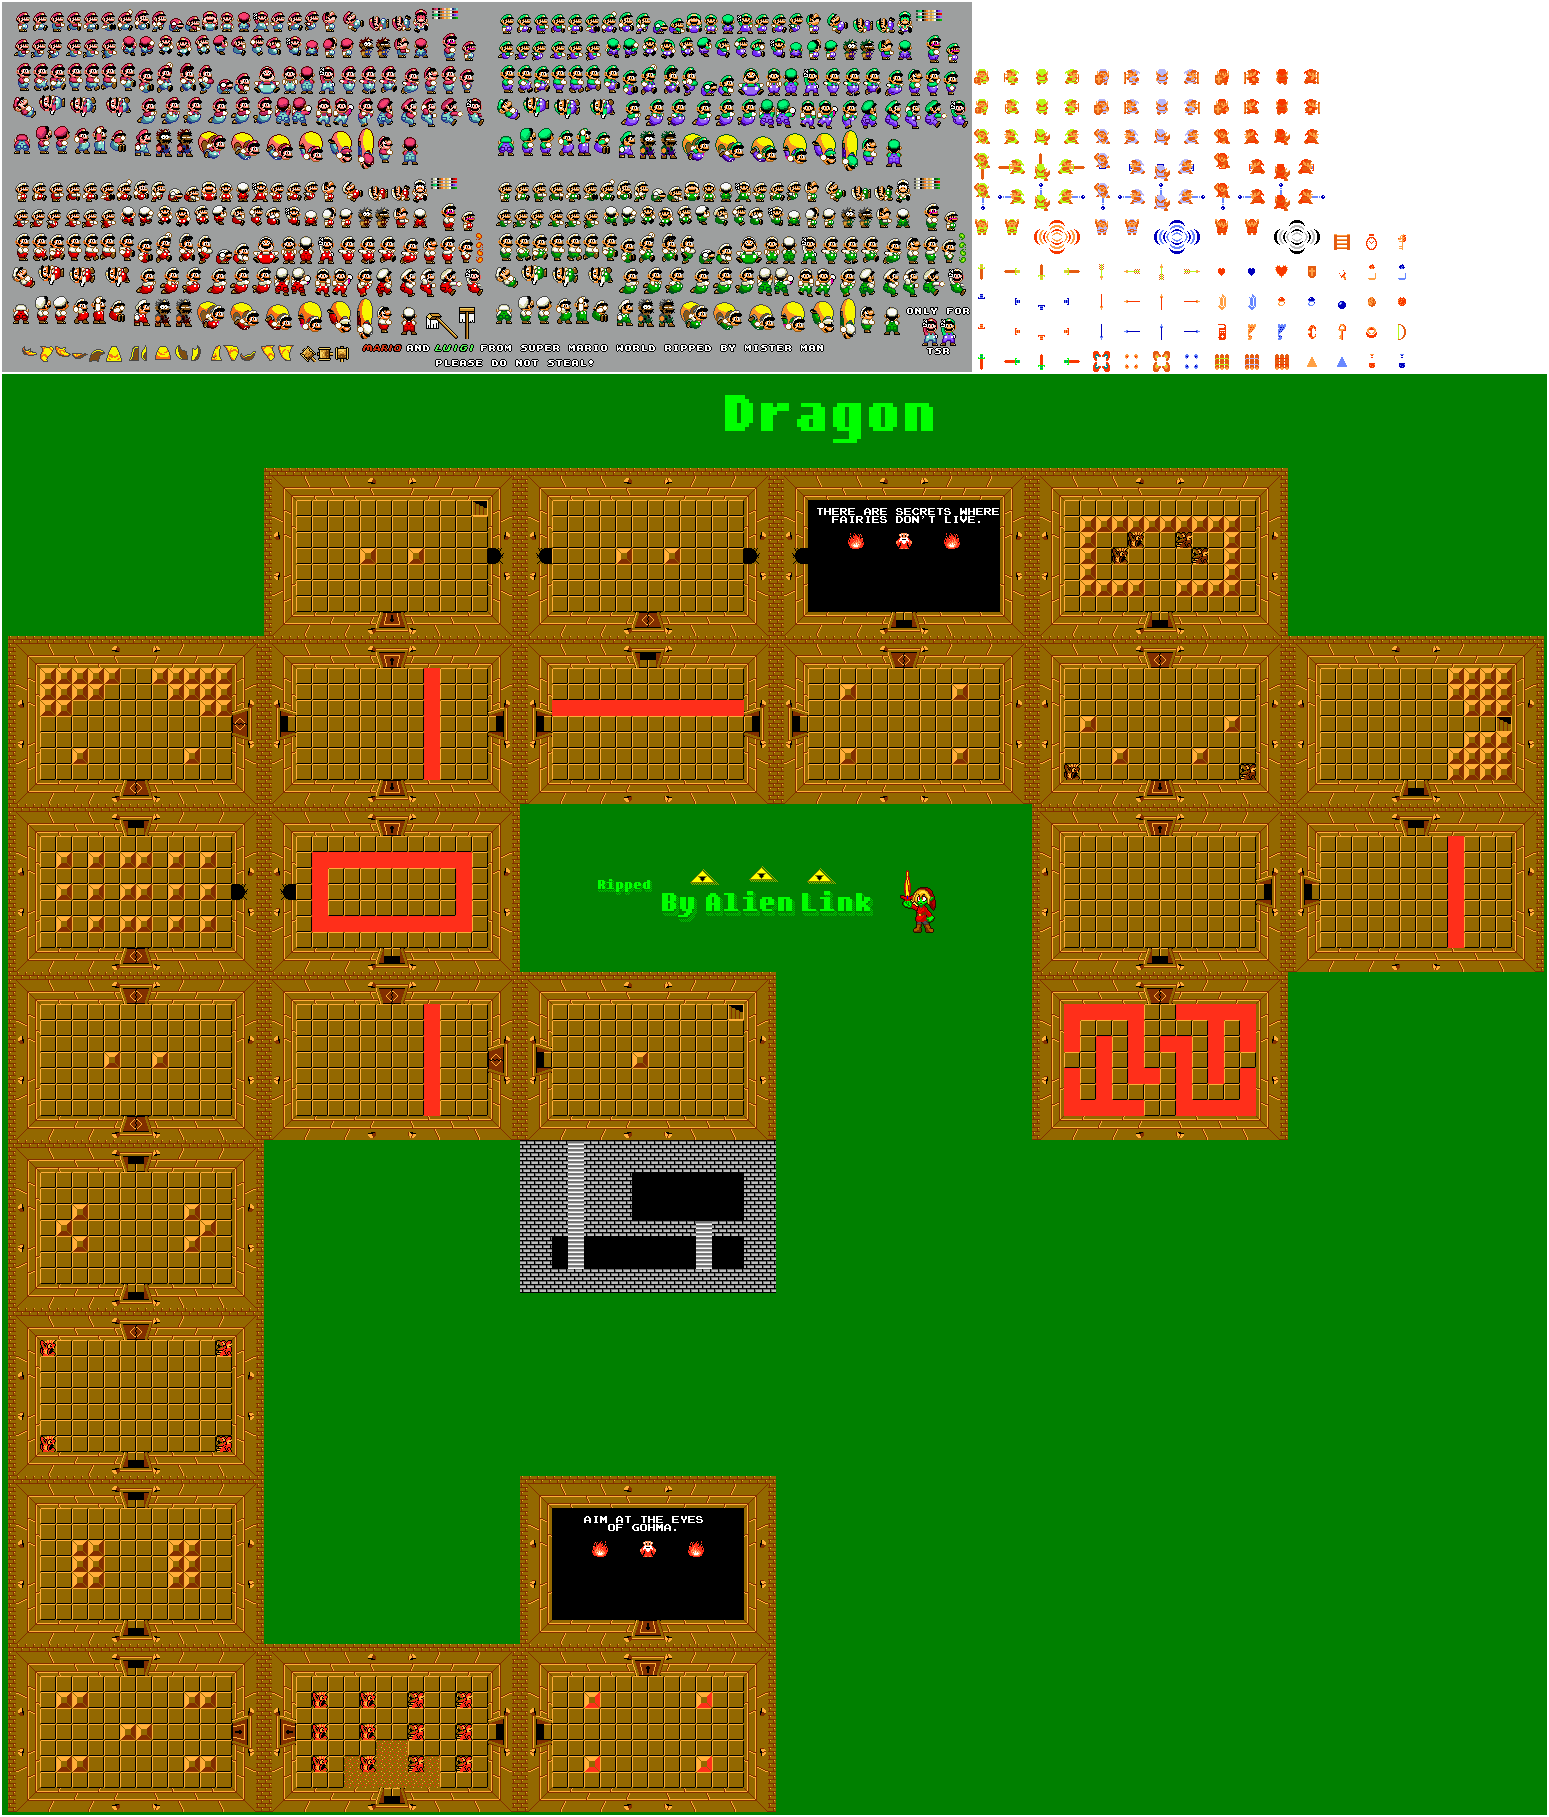 ONLY FOR
TSR
MARIO AND LUIGI FROM SUPER MARIO WORLD RIPPED BY MISTER MAN
PLEASE DO NOT STEAL!
Dragon
THERE ARE SECRETS WHERE
FAIRIES DON'T LIVE.
Ripped
By Alien Link
AIM AT THE EYES
OF GOHMA.